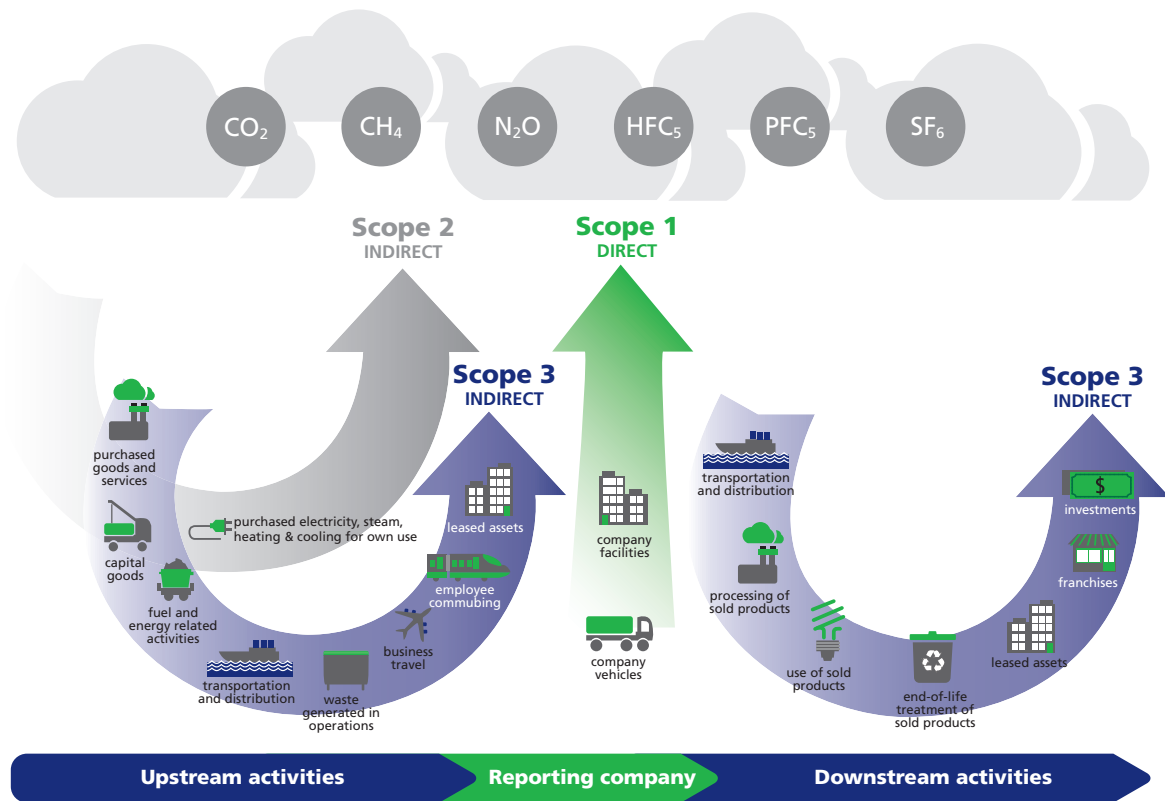 CO₂
CH₄
N₂O
HFC₅
PFC₅
SF₆
Scope 2
INDIRECT
Scope 1
DIRECT
Scope 3
INDIRECT
Scope 3
INDIRECT
purchased
goods and
services
capital
goods
fuel and
energy related
activities
transportation
and distribution
waste
generated in
operations
business
travel
employee
commubing
leased assets
purchased electricity, steam,
heating & cooling for own use
company
facilities
company
vehicles
transportation
and distribution
processing of
sold products
use of sold
products
end-of-life
treatment of
sold products
leased assets
franchises
$
investments
Upstream activities
Reporting company
Downstream activities